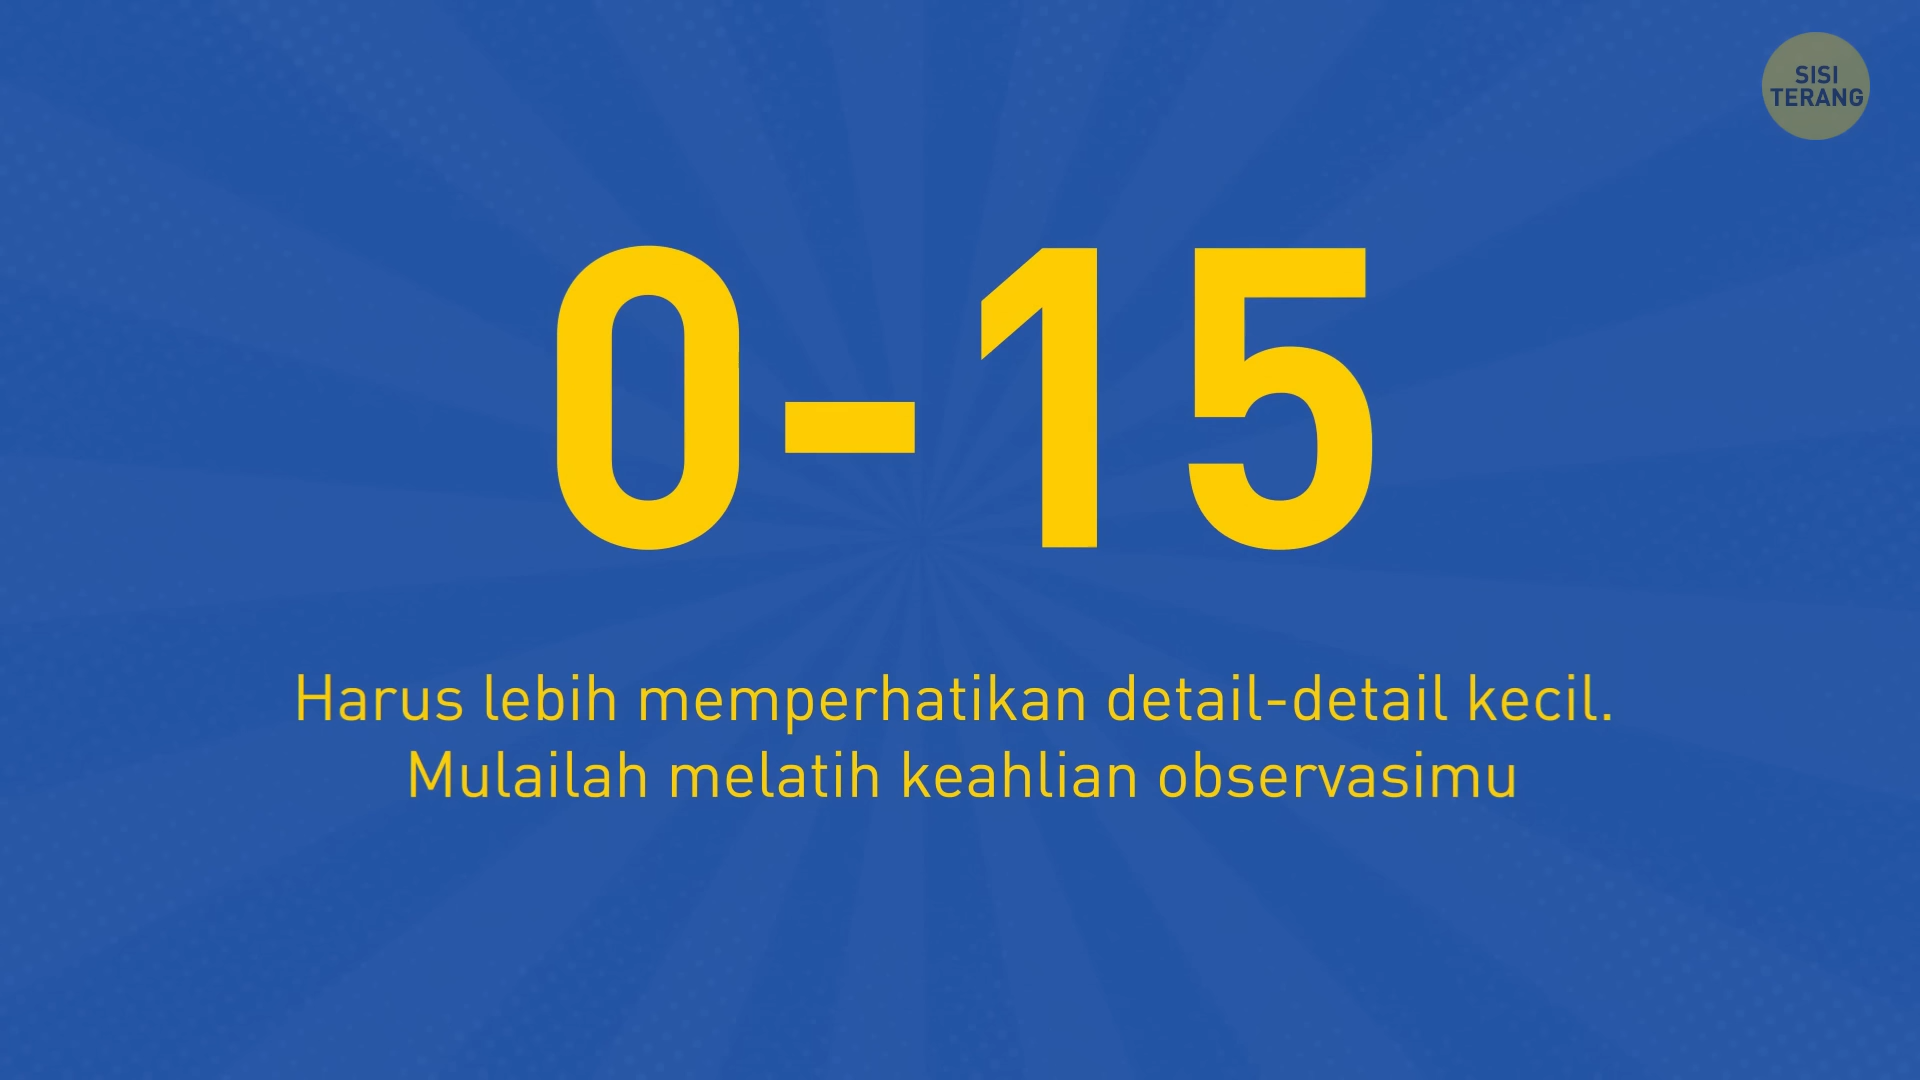 SISI
TERANG
0-15
Harus lebih memperhatikan detail-detail kecil.
Mulailah melatih keahlian observasimu